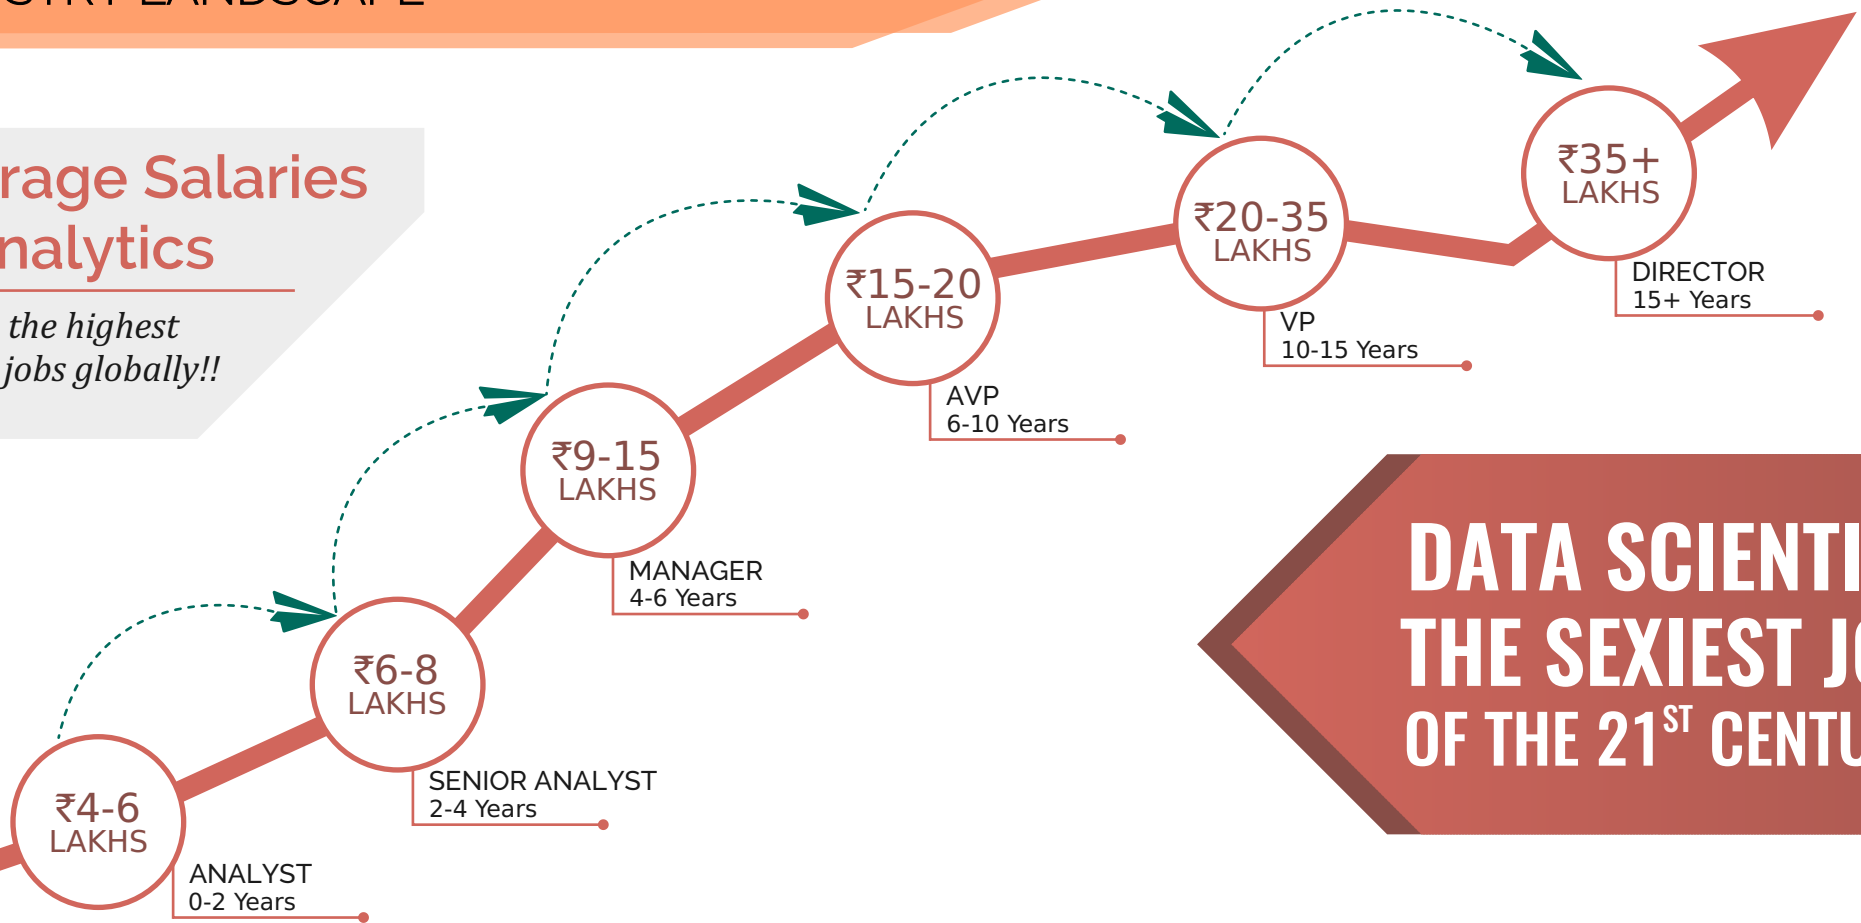 LANDSCAPE
rage Salaries
nalytics
the highest
jobs globally!!
₹35+
LAKHS
DIRECTOR
15+ Years
₹20-35
LAKHS
VP
10-15 Years
₹15-20
LAKHS
AVP
6-10 Years
₹9-15
LAKHS
MANAGER
4-6 Years
₹6-8
LAKHS
SENIOR ANALYST
2-4 Years
₹4-6
LAKHS
ANALYST
0-2 Years
DATA SCIENTI
THE SEXIEST JO
OF THE 21ST CENTU